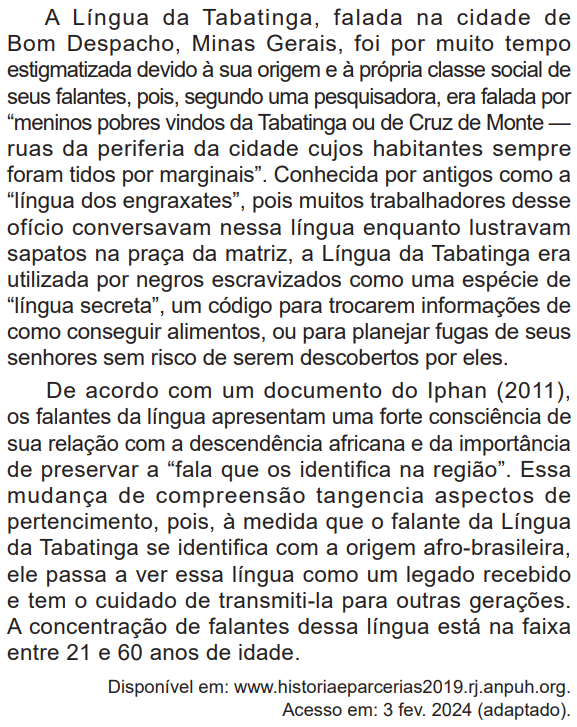 A Língua da Tabatinga, falada na cidade de
Bom Despacho, Minas Gerais, foi por muito tempo
estigmatizada devido à sua origem e à própria classe social de
seus falantes, pois, segundo uma pesquisadora, era falada por
“meninos pobres vindos da Tabatinga ou de Cruz de Monte —
ruas da periferia da cidade cujos habitantes sempre
foram tidos por marginais”. Conhecida por antigos como a
“língua dos engraxates”, pois muitos trabalhadores desse
ofício conversavam nessa língua enquanto lustravam
sapatos na praça da matriz, a Língua da Tabatinga era
utilizada por negros escravizados como uma espécie de
“língua secreta”, um código para trocarem informações de
como conseguir alimentos, ou para planejar fugas de seus
senhores sem risco de serem descobertos por eles.
De acordo com um documento do Iphan (2011),
os falantes da língua apresentam uma forte consciência de
sua relação com a descendência africana e da importância
de preservar a “fala que os identifica na região”. Essa
mudança de compreensão tangencia aspectos de
pertencimento, pois, à medida que o falante da Língua
da Tabatinga se identifica com a origem afro-brasileira,
ele passa a ver essa língua como um legado recebido
e tem o cuidado de transmiti-la para outras gerações.
A concentração de falantes dessa língua está na faixa
entre 21 e 60 anos de idade.
Disponível em: www.historiaeparcerias2019.rj.anpuh.org.
Acesso em: 3 fev. 2024 (adaptado).